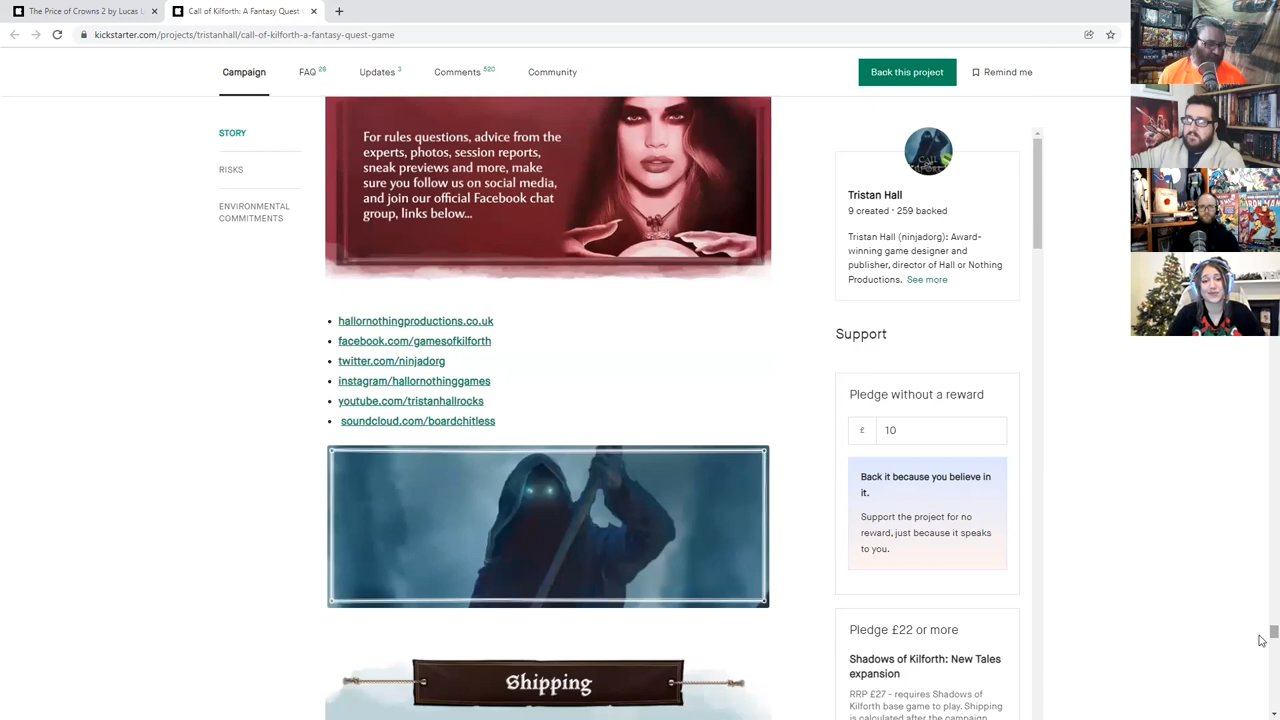 The Price of Crowns 2 by Lucas L
Call of Kilforth: A Fantasy Quest
kickstarter.com/projects/tristanhall/call-of-kilforth-a-fantasy-quest-game
Campaign
FAQ 26
Updates 3
Comments 520
Community
Back this project
Remind me
STORY
RISKS
ENVIRONMENTAL
COMMITMENTS
For rules questions, advice from the
experts, photos, session reports,
sneak previews and more, make
sure you follow us on social media,
and join our official Facebook chat
group, links below...
hallornothingproductions.co.uk
facebook.com/gamesofkilforth
twitter.com/ninjadorg
instagram/hallornothinggames
youtube.com/tristanhallrocks
soundcloud.com/boardchitless
Shipping
CALL
Tristan Hall
9 created · 259 backed
Tristan Hall (ninjadorg): Award-
winning game designer and
publisher, director of Hall or Nothing
Productions. See more
Support
Pledge without a reward
£ 10
Back it because you believe in
it.
Support the project for no
reward, just because it speaks
to you.
Pledge £22 or more
Shadows of Kilforth: New Tales
expansion
RRP £27 - requires Shadows of
Kilforth base game to play. Shipping
is calculated after the campaign
IRON MAN